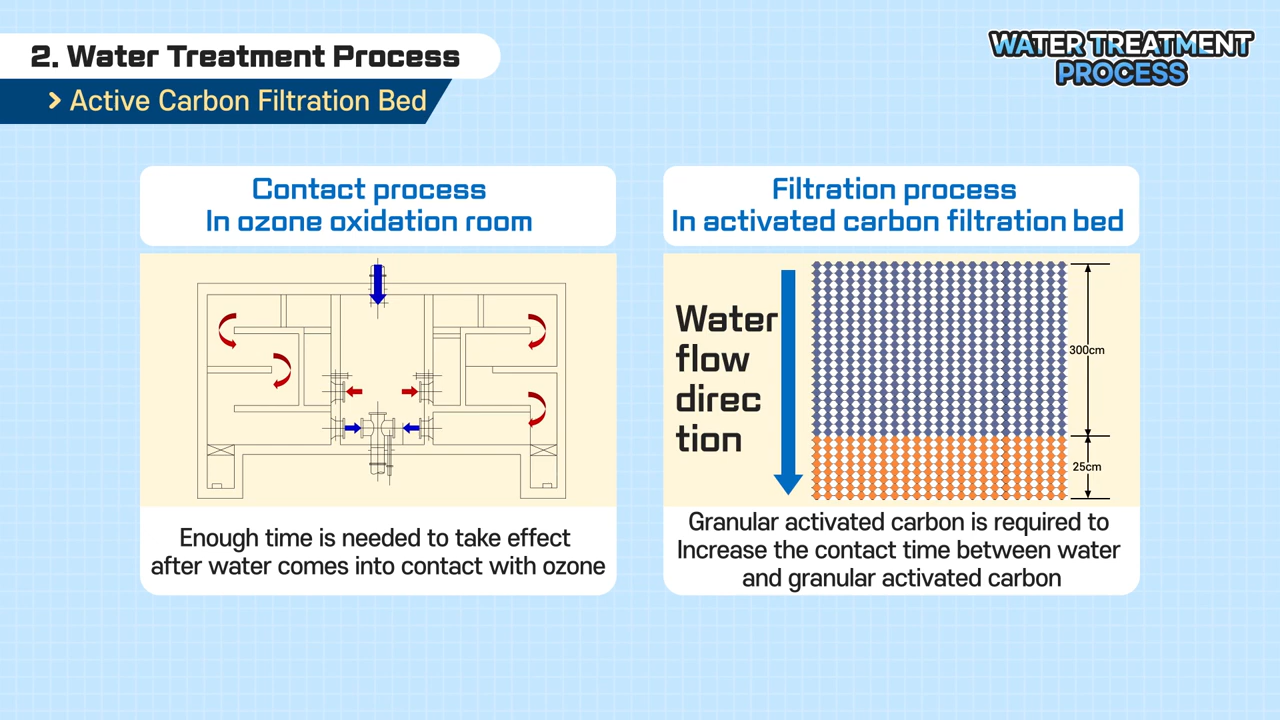 2. Water Treatment Process
> Active Carbon Filtration Bed
WATER TREATMENT
PROCESS
Contact process
In ozone oxidation room
Enough time is needed to take effect
after water comes into contact with ozone
Filtration process
In activated carbon filtration bed
Water
flow
direc
tion
300cm
25cm
Granular activated carbon is required to
Increase the contact time between water
and granular activated carbon